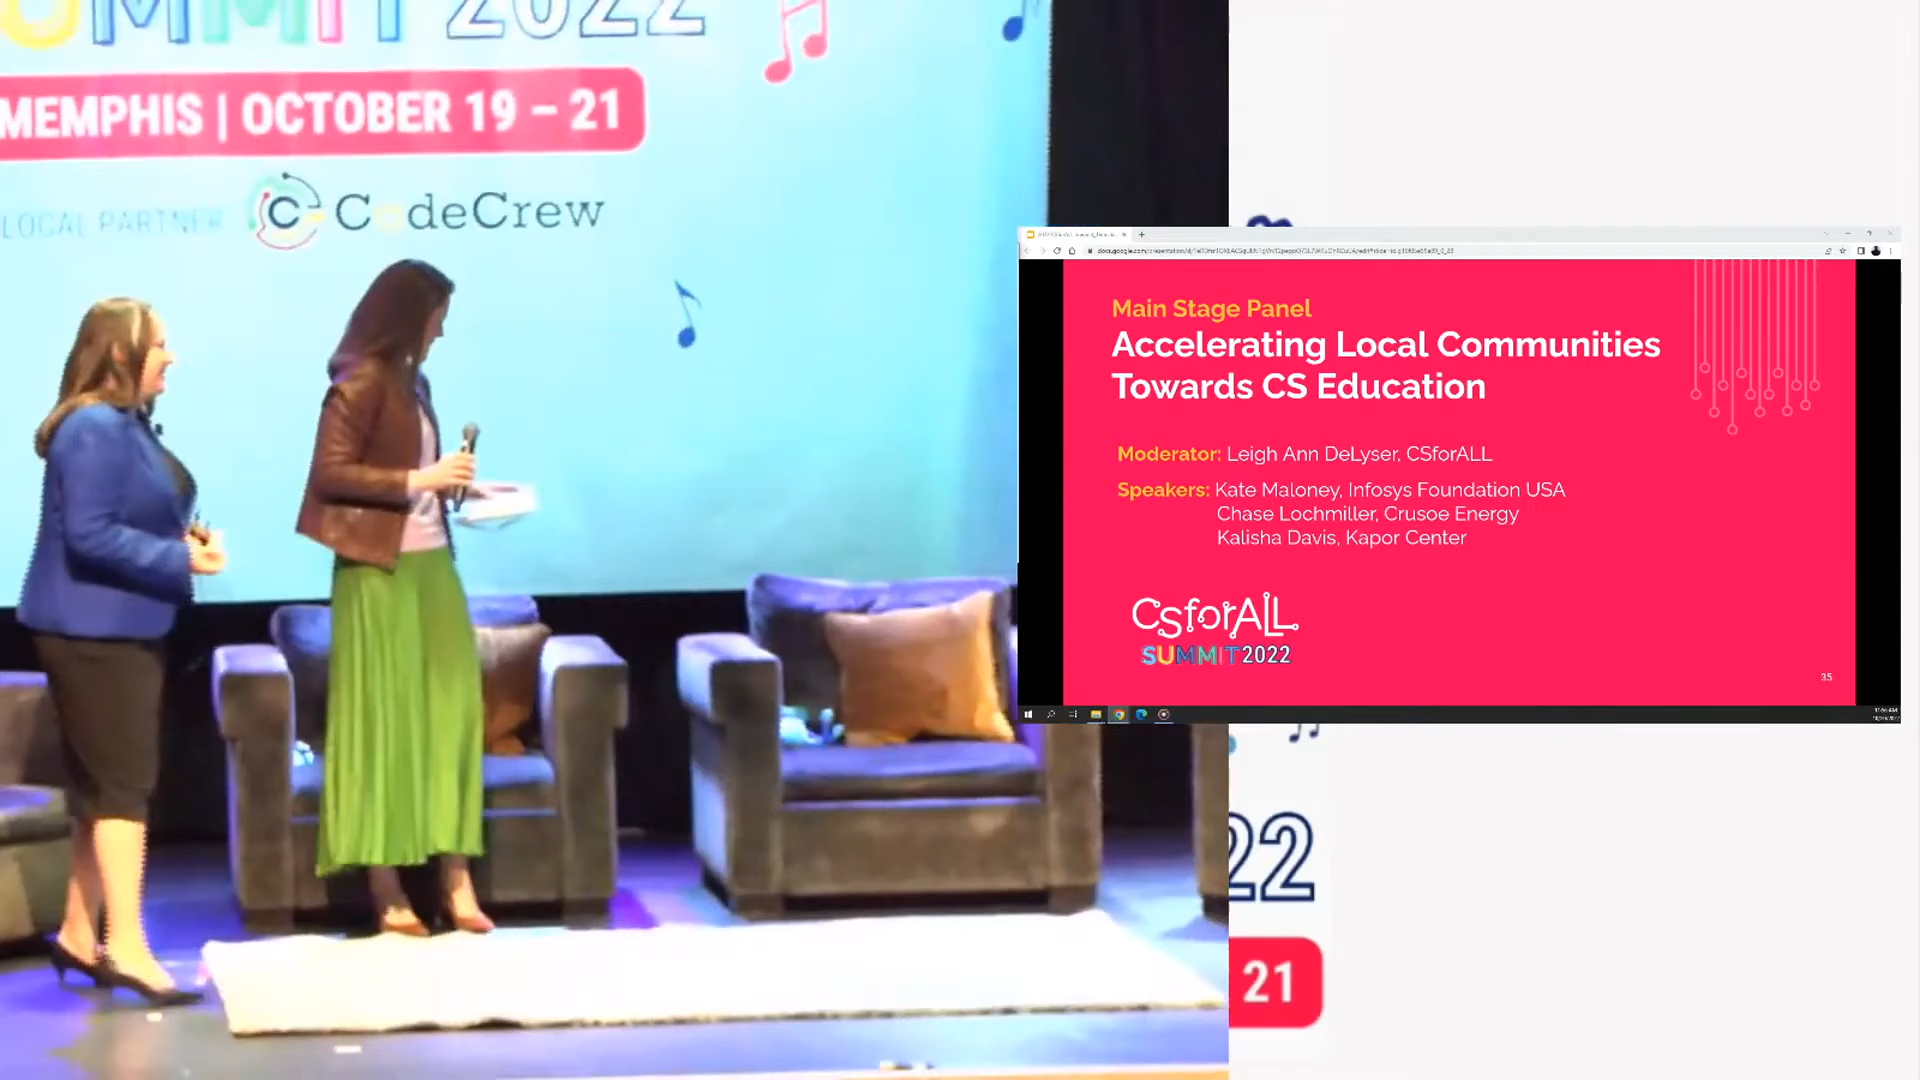 SUMMIT 2022
MEMPHIS | OCTOBER 19 – 21
LOCAL PARTNER
C CodeCrew
Main Stage Panel
Accelerating Local Communities
Towards CS Education
Moderator: Leigh Ann DeLyser, CSforALL
Speakers: Kate Maloney, Infosys Foundation USA
Chase Lochmiller, Crusoe Energy
Kalisha Davis, Kapor Center
CSforALL
SUMMIT2022
35
22
21